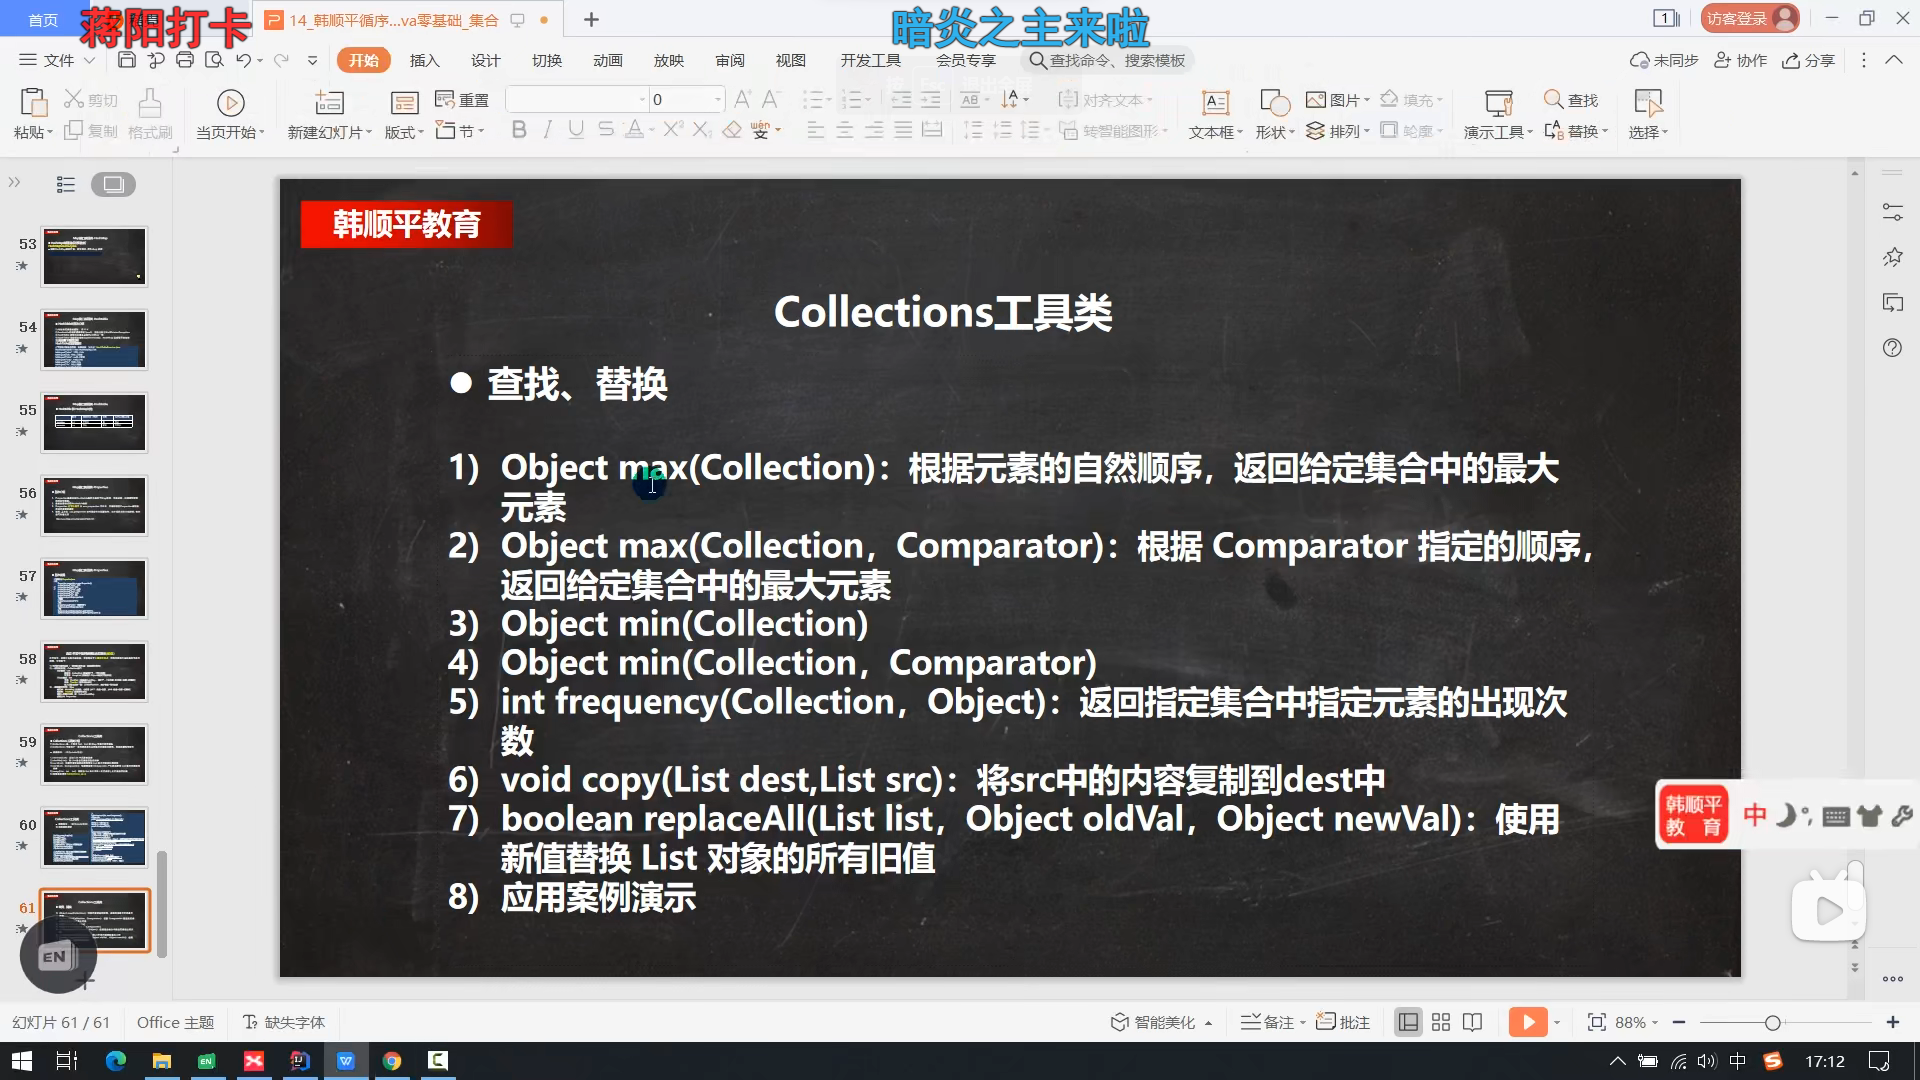 首页
蒋阳打卡
14_韩顺平循序...va零基础_集合
暗炎之主来啦
1
访客登录
文件
开始
插入
设计
切换
动画
放映
审阅
视图
开发工具
会员专享
查找命令、搜索模板
未同步
协作
分享
粘贴
剪切
复制
格式刷
当页开始
新建幻灯片
版式
重置
节
0
对齐文本
转智能图形
文本框
形状
图片
排列
填充
轮廓
演示工具
查找
替换
选择
53
54
55
56
57
58
59
60
61
韩顺平教育
Collections工具类
● 查找、替换
1) Object max(Collection)：根据元素的自然顺序，返回给定集合中的最大
元素
2) Object max(Collection，Comparator)：根据 Comparator 指定的顺序，
返回给定集合中的最大元素
3) Object min(Collection)
4) Object min(Collection，Comparator)
5) int frequency(Collection，Object)：返回指定集合中指定元素的出现次
数
6) void copy(List dest,List src)：将src中的内容复制到dest中
7) boolean replaceAll(List list，Object oldVal，Object newVal)：使用
新值替换 List 对象的所有旧值
8) 应用案例演示
韩顺平
教 育
中
EN
幻灯片 61 / 61
Office 主题
缺失字体
智能美化
备注
批注
88%
中
17:12